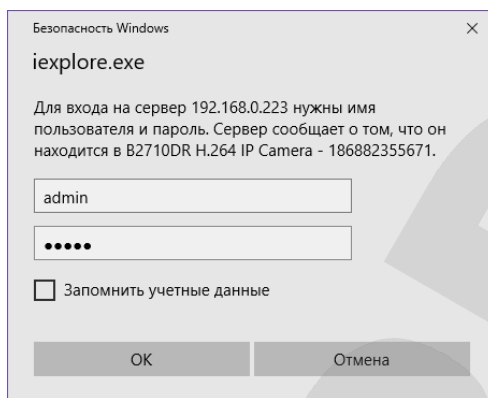 Безопасность Windows
iexplore.exe
Для входа на сервер 192.168.0.223 нужны имя
пользователя и пароль. Сервер сообщает о том, что он
находится в B2710DR H.264 IP Camera - 186882355671.
admin
●●●●●
Запомнить учетные данные
ОК
Отмена